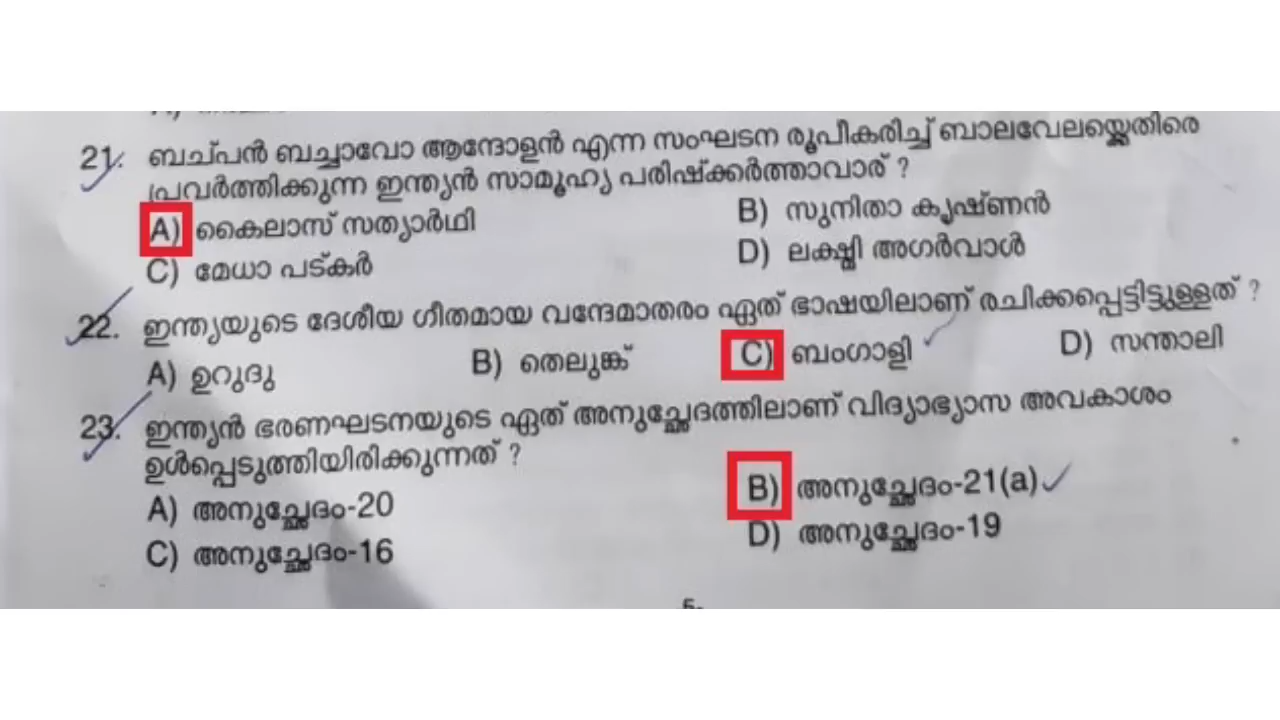 21. ബച്പൻ ബച്ചാവോ ആന്ദോളൻ എന്ന സംഘടന രൂപീകരിച്ച് ബാലവേലയ്ക്കെതിരെ
പ്രവർത്തിക്കുന്ന ഇന്ത്യൻ സാമൂഹ്യ പരിഷ്ക്കർത്താവാര് ?
A) കൈലാസ് സത്യാർഥി B) സുനിതാ കൃഷ്ണൻ
C) മേധാ പട്കർ D) ലക്ഷ്മി അഗർവാൾ
22. ഇന്ത്യയുടെ ദേശീയ ഗീതമായ വന്ദേമാതരം ഏത് ഭാഷയിലാണ് രചിക്കപ്പെട്ടിട്ടുള്ളത് ?
A) ഉറുദു B) തെലുങ്ക് C) ബംഗാളി D) സന്താലി
23. ഇന്ത്യൻ ഭരണഘടനയുടെ ഏത് അനുച്ഛേദത്തിലാണ് വിദ്യാഭ്യാസ അവകാശം
ഉൾപ്പെടുത്തിയിരിക്കുന്നത് ?
A) അനുച്ഛേദം-20 B) അനുച്ഛേദം-21(a)
C) അനുച്ഛേദം-16 D) അനുച്ഛേദം-19